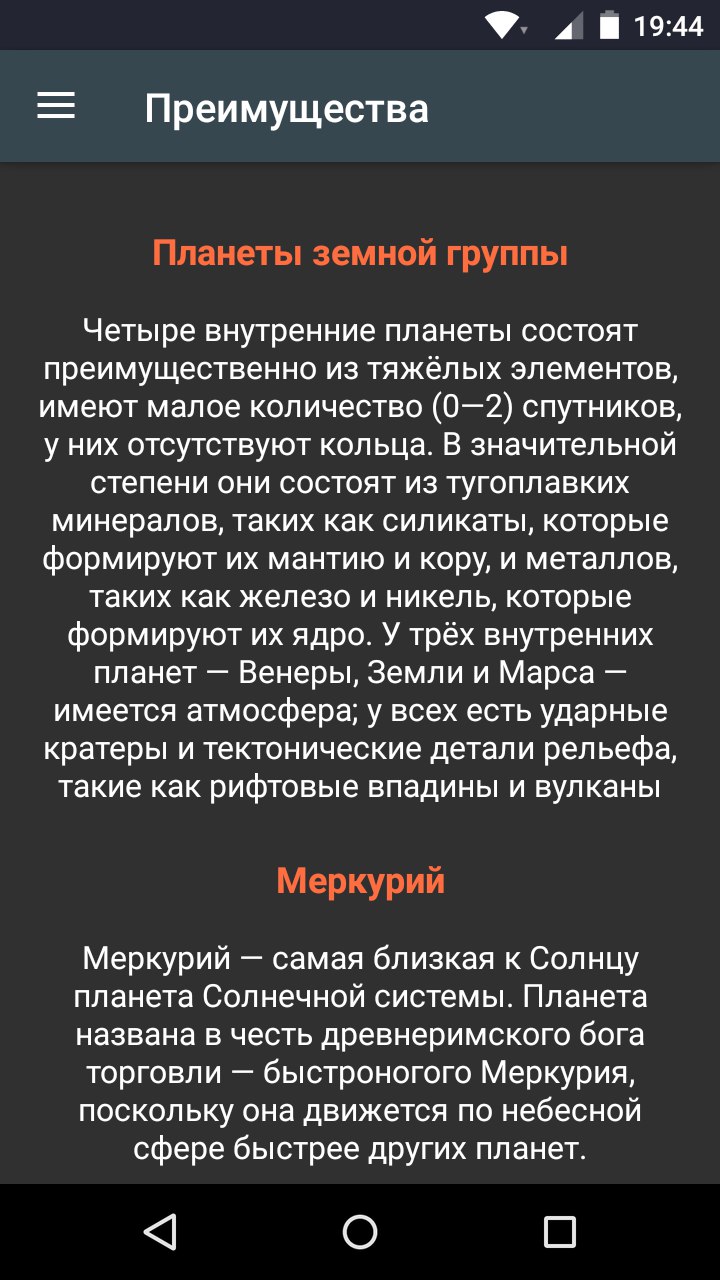 19:44
Преимущества
Планеты земной группы
Четыре внутренние планеты состоят
преимущественно из тяжёлых элементов,
имеют малое количество (0—2) спутников,
у них отсутствуют кольца. В значительной
степени они состоят из тугоплавких
минералов, таких как силикаты, которые
формируют их мантию и кору, и металлов,
таких как железо и никель, которые
формируют их ядро. У трёх внутренних
планет — Венеры, Земли и Марса —
имеется атмосфера; у всех есть ударные
кратеры и тектонические детали рельефа,
такие как рифтовые впадины и вулканы
Меркурий
Меркурий — самая близкая к Солнцу
планета Солнечной системы. Планета
названа в честь древнеримского бога
торговли — быстроногого Меркурия,
поскольку она движется по небесной
сфере быстрее других планет.